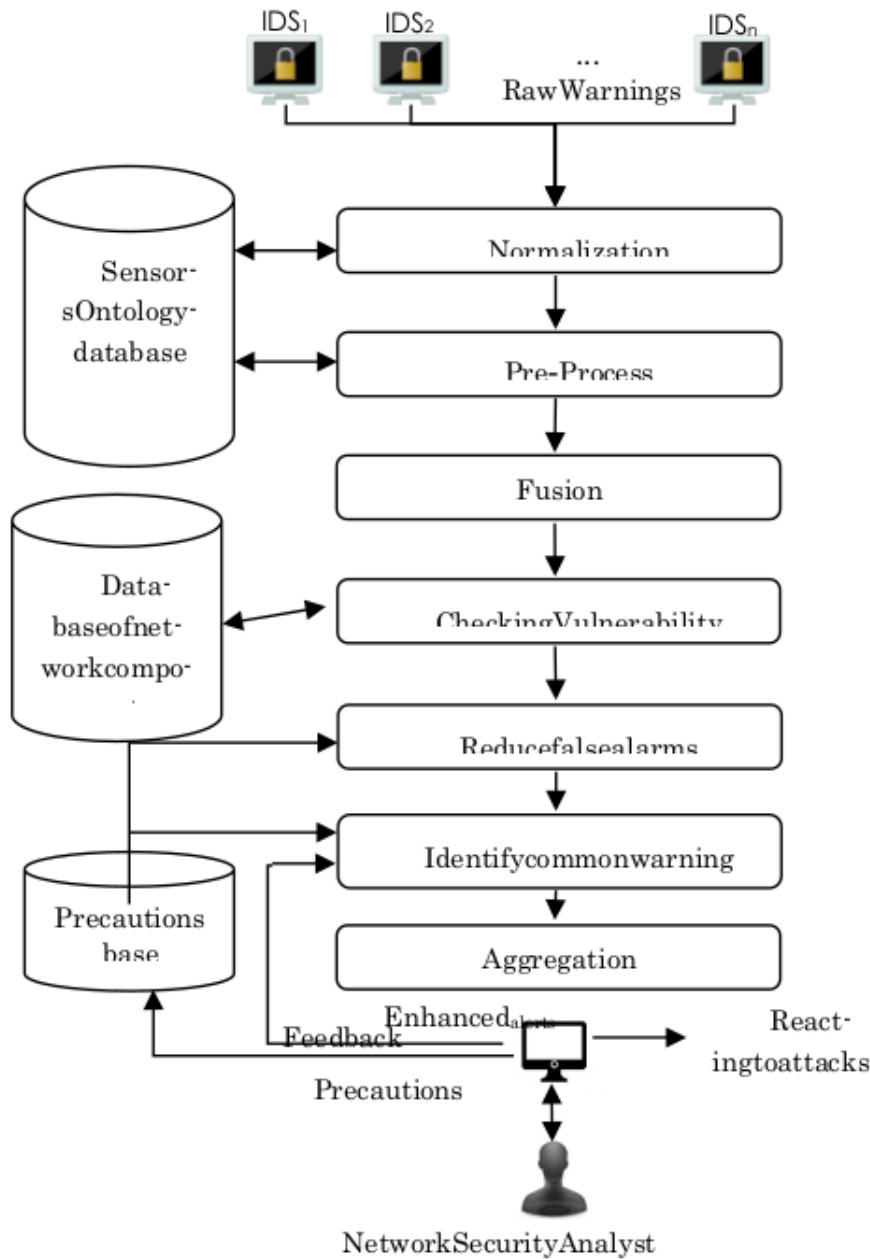 IDS1
IDS2
...
IDSn
RawWarnings
Normalization
Sensor-
sOntology-
database
Pre-Process
Fusion
Data-
baseofnet-
workcompo-
CheckingVulnerability
Reducefalsealarms
Identifycommonwarning
Precautions
base
Aggregation
Enhancedalerts
Feedback
React-
ingtoattacks
Precautions
NetworkSecurityAnalyst